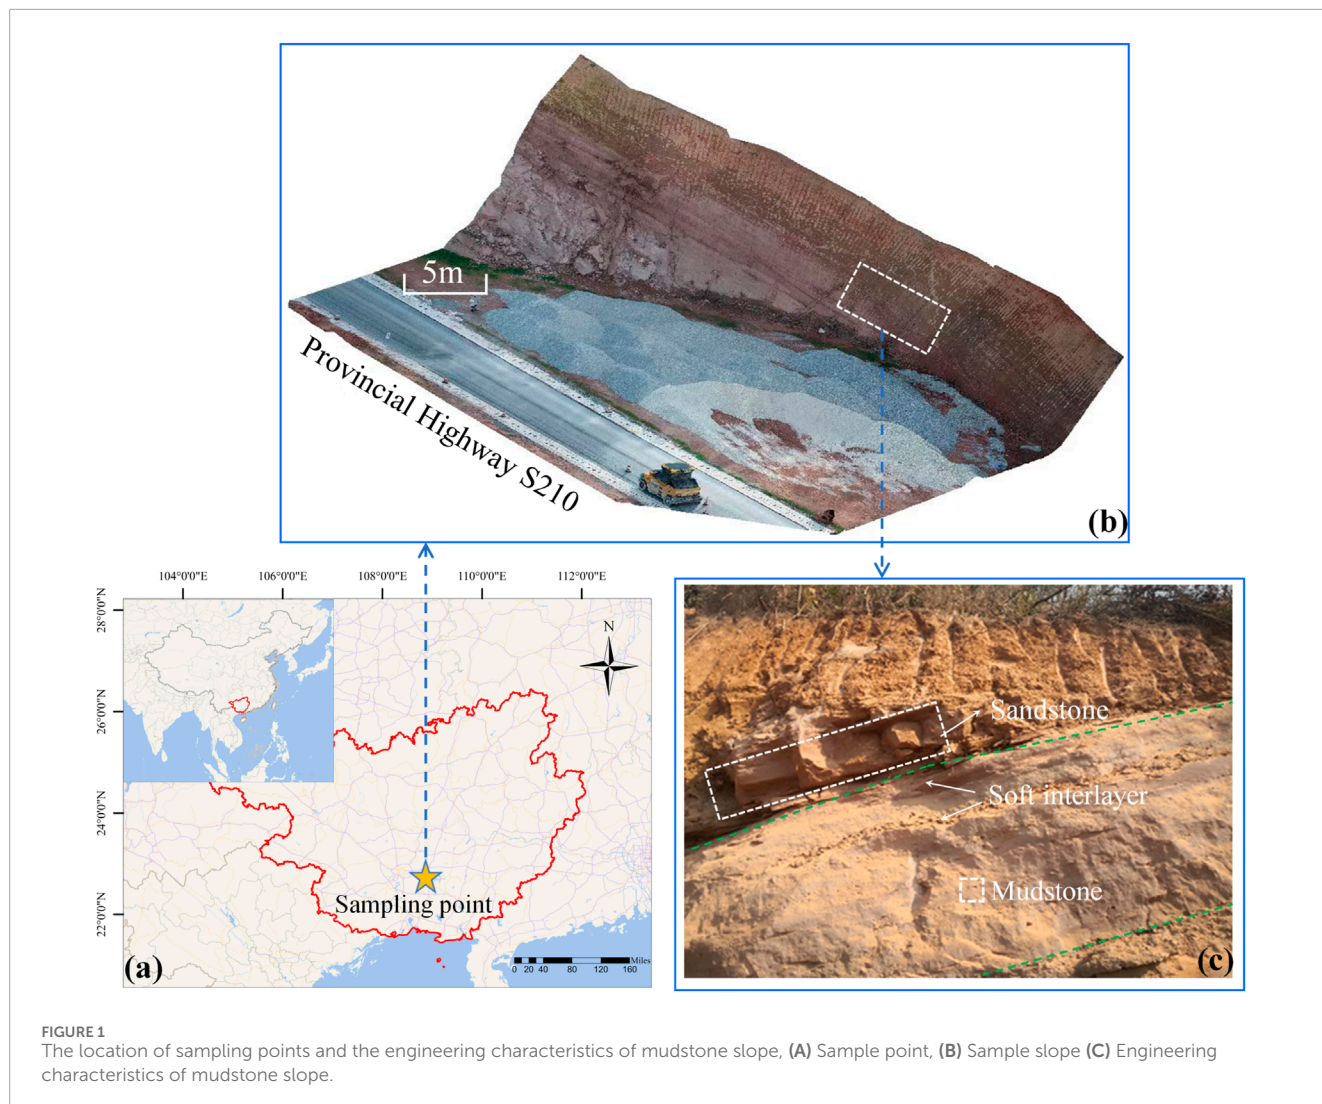 5m
Provincial Highway S210
(b)
104°0'0"E 106°0'0"E 108°0'0"E 110°0'0"E 112°0'0"E
28°0'0"N
26°0'0"N
24°0'0"N
22°0'0"N
N
Sampling point
(a)
0 20 40 80 120 160 Miles
Sandstone
Soft interlayer
Mudstone
(c)
FIGURE 1
The location of sampling points and the engineering characteristics of mudstone slope, (A) Sample point, (B) Sample slope (C) Engineering
characteristics of mudstone slope.